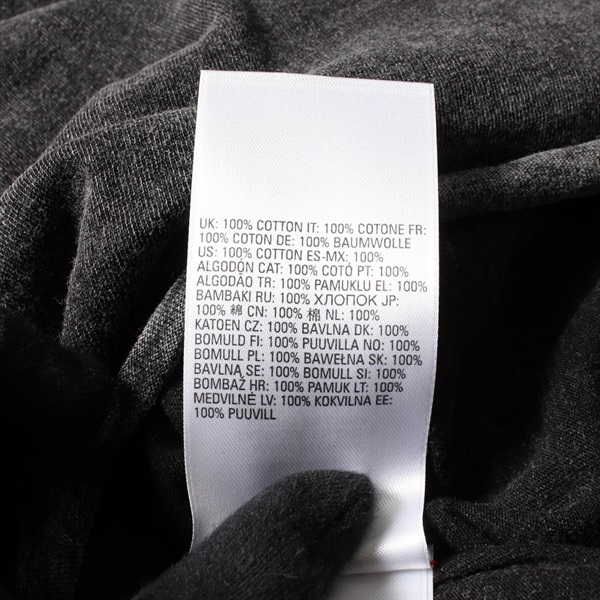 UK: 100% COTTON IT: 100% COTONE FR:
100% COTON DE: 100% BAUMWOLLE
US: 100% COTTON ES-MX: 100%
ALGODÓN CAT: 100% COTÓ PT: 100%
ALGODÃO TR: 100% PAMUKLU EL: 100%
BAMBAKI RU: 100% ХЛОПОК JP:
100% 綿 CN: 100% 棉 NL: 100%
KATOEN CZ: 100% BAVLNA DK: 100%
BOMULD FI: 100% PUUVILLA NO: 100%
BOMULL PL: 100% BAWEŁNA SK: 100%
BAVLNA SE: 100% BOMULL SI: 100%
BOMBAŽ HR: 100% PAMUK LT: 100%
MEDVILNĖ LV: 100% KOKVILNA EE:
100% PUUVILL